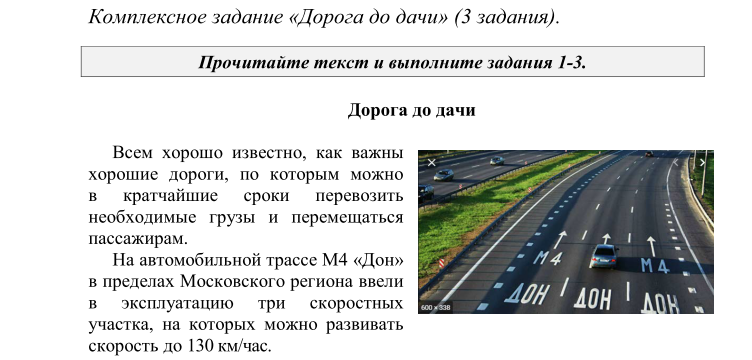 Комплексное задание «Дорога до дачи» (3 задания).
Прочитайте текст и выполните задания 1-3.
Дорога до дачи
Всем хорошо известно, как важны
хорошие дороги, по которым можно
в кратчайшие сроки перевозить
необходимые грузы и перемещаться
пассажирам.
На автомобильной трассе М4 «Дон»
в пределах Московского региона ввели
в эксплуатацию три скоростных
участка, на которых можно развивать
скорость до 130 км/час.
М4
М4
ДОН
ДОН
ДОН
600 × 338